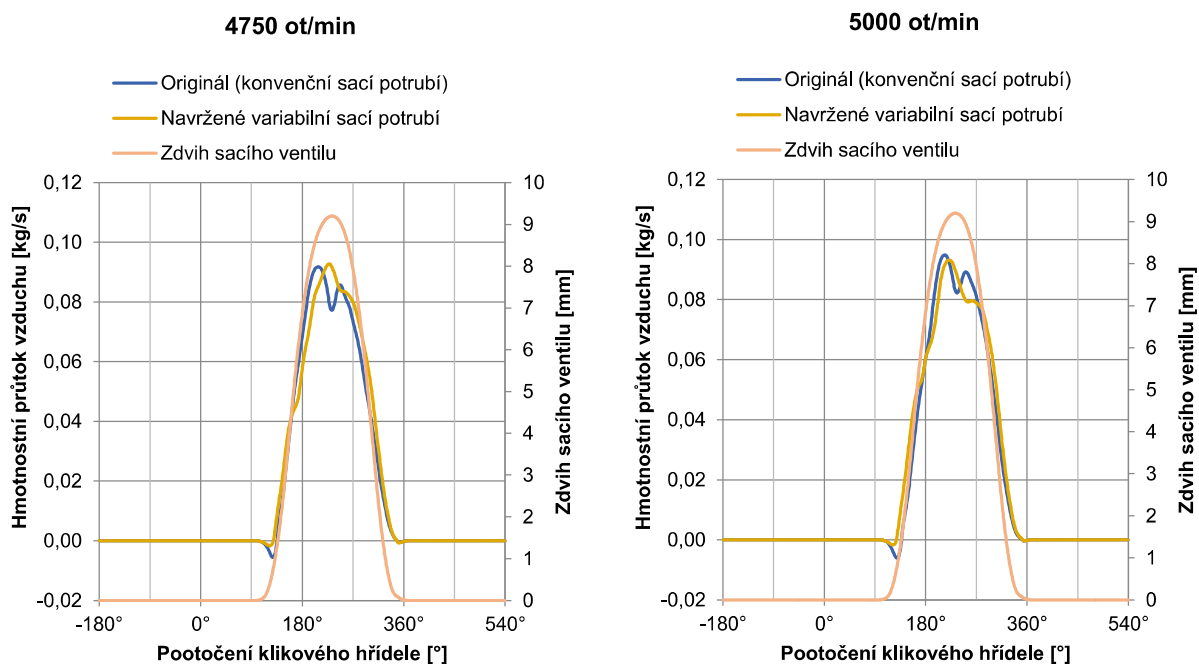 4750 ot/min
Originál (konvenční sací potrubí)
Navržené variabilní sací potrubí
Zdvih sacího ventilu
Hmotnostní průtok vzduchu [kg/s]
0,12
0,10
0,08
0,06
0,04
0,02
0,00
-0,02
10
9
8
7
6
5
4
3
2
1
0
Zdvih sacího ventilu [mm]
-180° 0° 180° 360° 540°
Pootočení klikového hřídele [°]
5000 ot/min
Originál (konvenční sací potrubí)
Navržené variabilní sací potrubí
Zdvih sacího ventilu
Hmotnostní průtok vzduchu [kg/s]
0,12
0,10
0,08
0,06
0,04
0,02
0,00
-0,02
10
9
8
7
6
5
4
3
2
1
0
Zdvih sacího ventilu [mm]
-180° 0° 180° 360° 540°
Pootočení klikového hřídele [°]